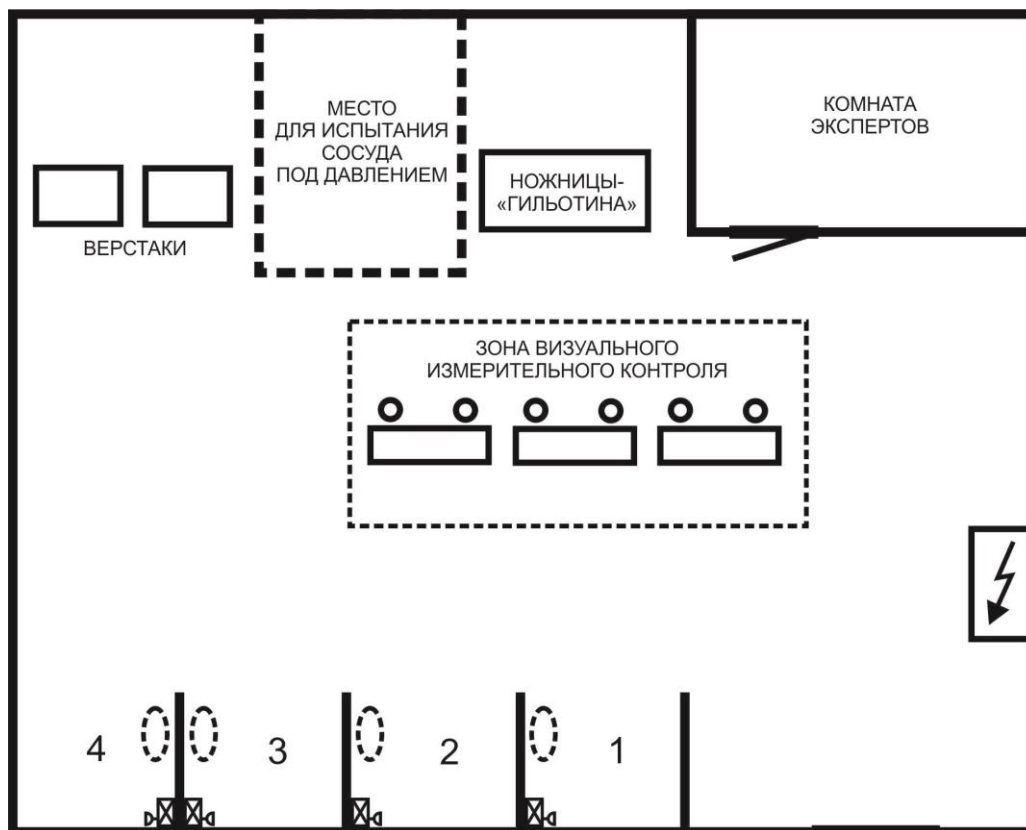 МЕСТО
ДЛЯ ИСПЫТАНИЯ
СОСУДА
ПОД ДАВЛЕНИЕМ
КОМНАТА
ЭКСПЕРТОВ
НОЖНИЦЫ-
«ГИЛЬОТИНА»
ВЕРСТАКИ
ЗОНА ВИЗУАЛЬНОГО
ИЗМЕРИТЕЛЬНОГО КОНТРОЛЯ
4
3
2
1